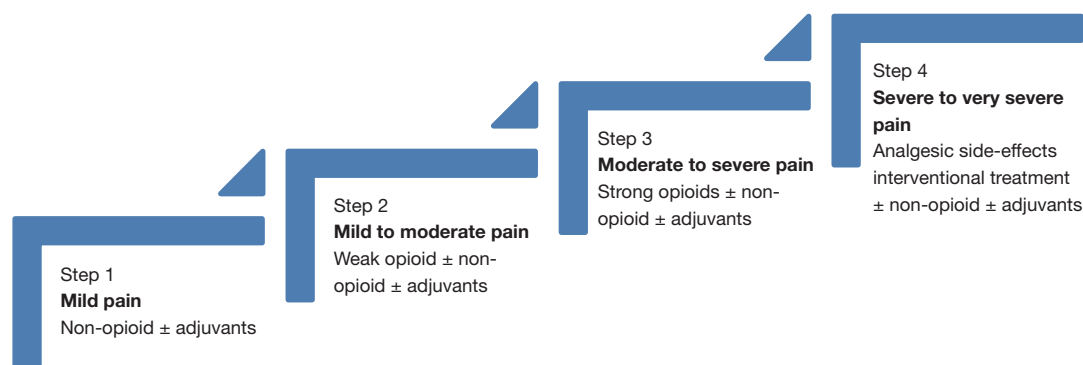 Step 1
Mild pain
Non-opioid ± adjuvants
Step 2
Mild to moderate pain
Weak opioid ± non-
opioid ± adjuvants
Step 3
Moderate to severe pain
Strong opioids ± non-
opioid ± adjuvants
Step 4
Severe to very severe
pain
Analgesic side-effects
interventional treatment
± non-opioid ± adjuvants